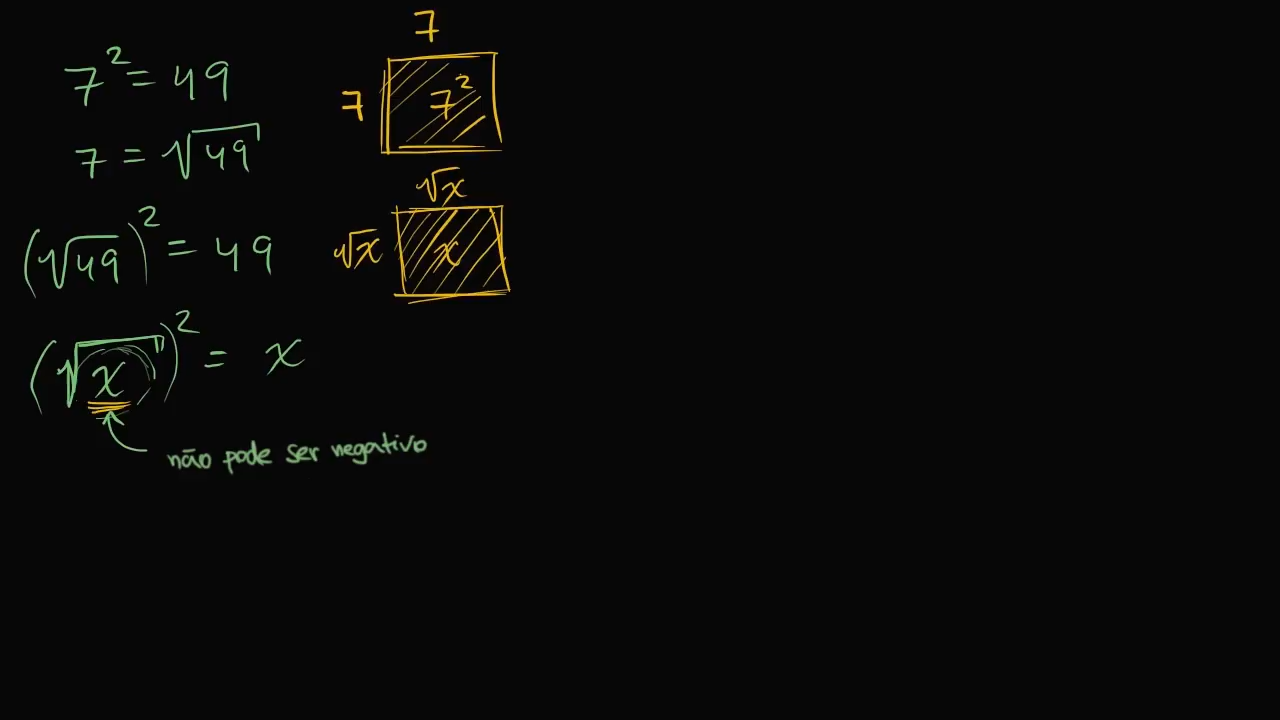 7² = 49
7 = √49
(√49)² = 49
(√x)² = x
não pode ser negativo
7
7
7²
√x
√x
x